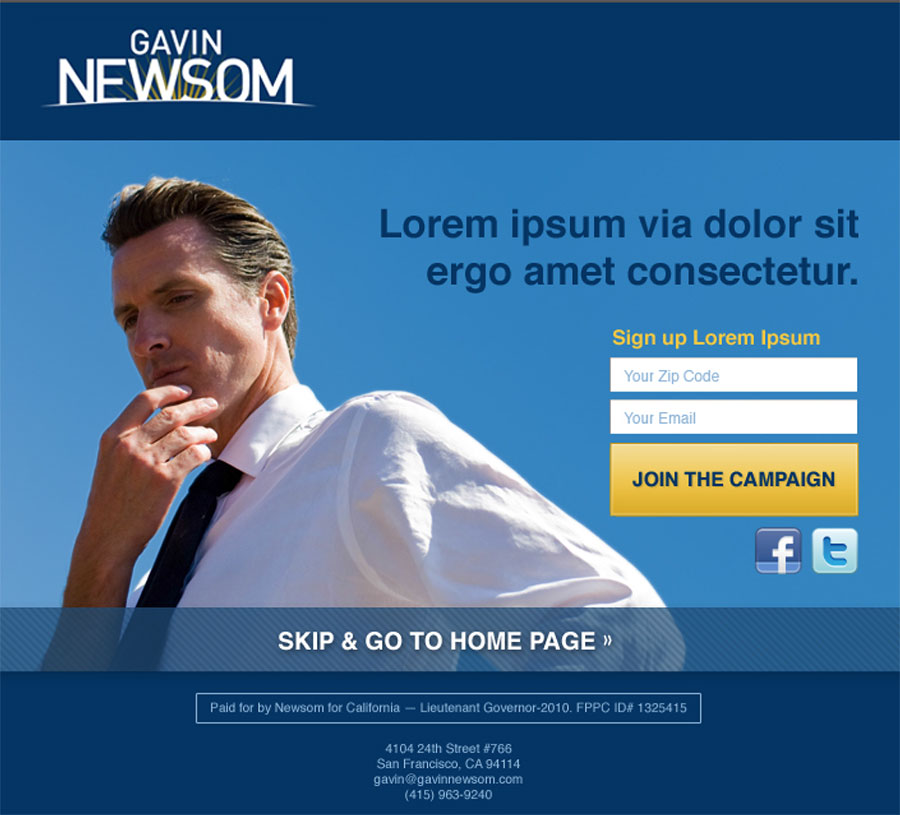 GAVIN
NEWSOM
Lorem ipsum via dolor sit
ergo amet consectetur.
Sign up Lorem Ipsum
Your Zip Code
Your Email
JOIN THE CAMPAIGN
f t
SKIP & GO TO HOME PAGE »
Paid for by Newsom for California — Lieutenant Governor-2010. FPPC ID# 1325415
4104 24th Street #766
San Francisco, CA 94114
gavin@gavinnewsom.com
(415) 963-9240